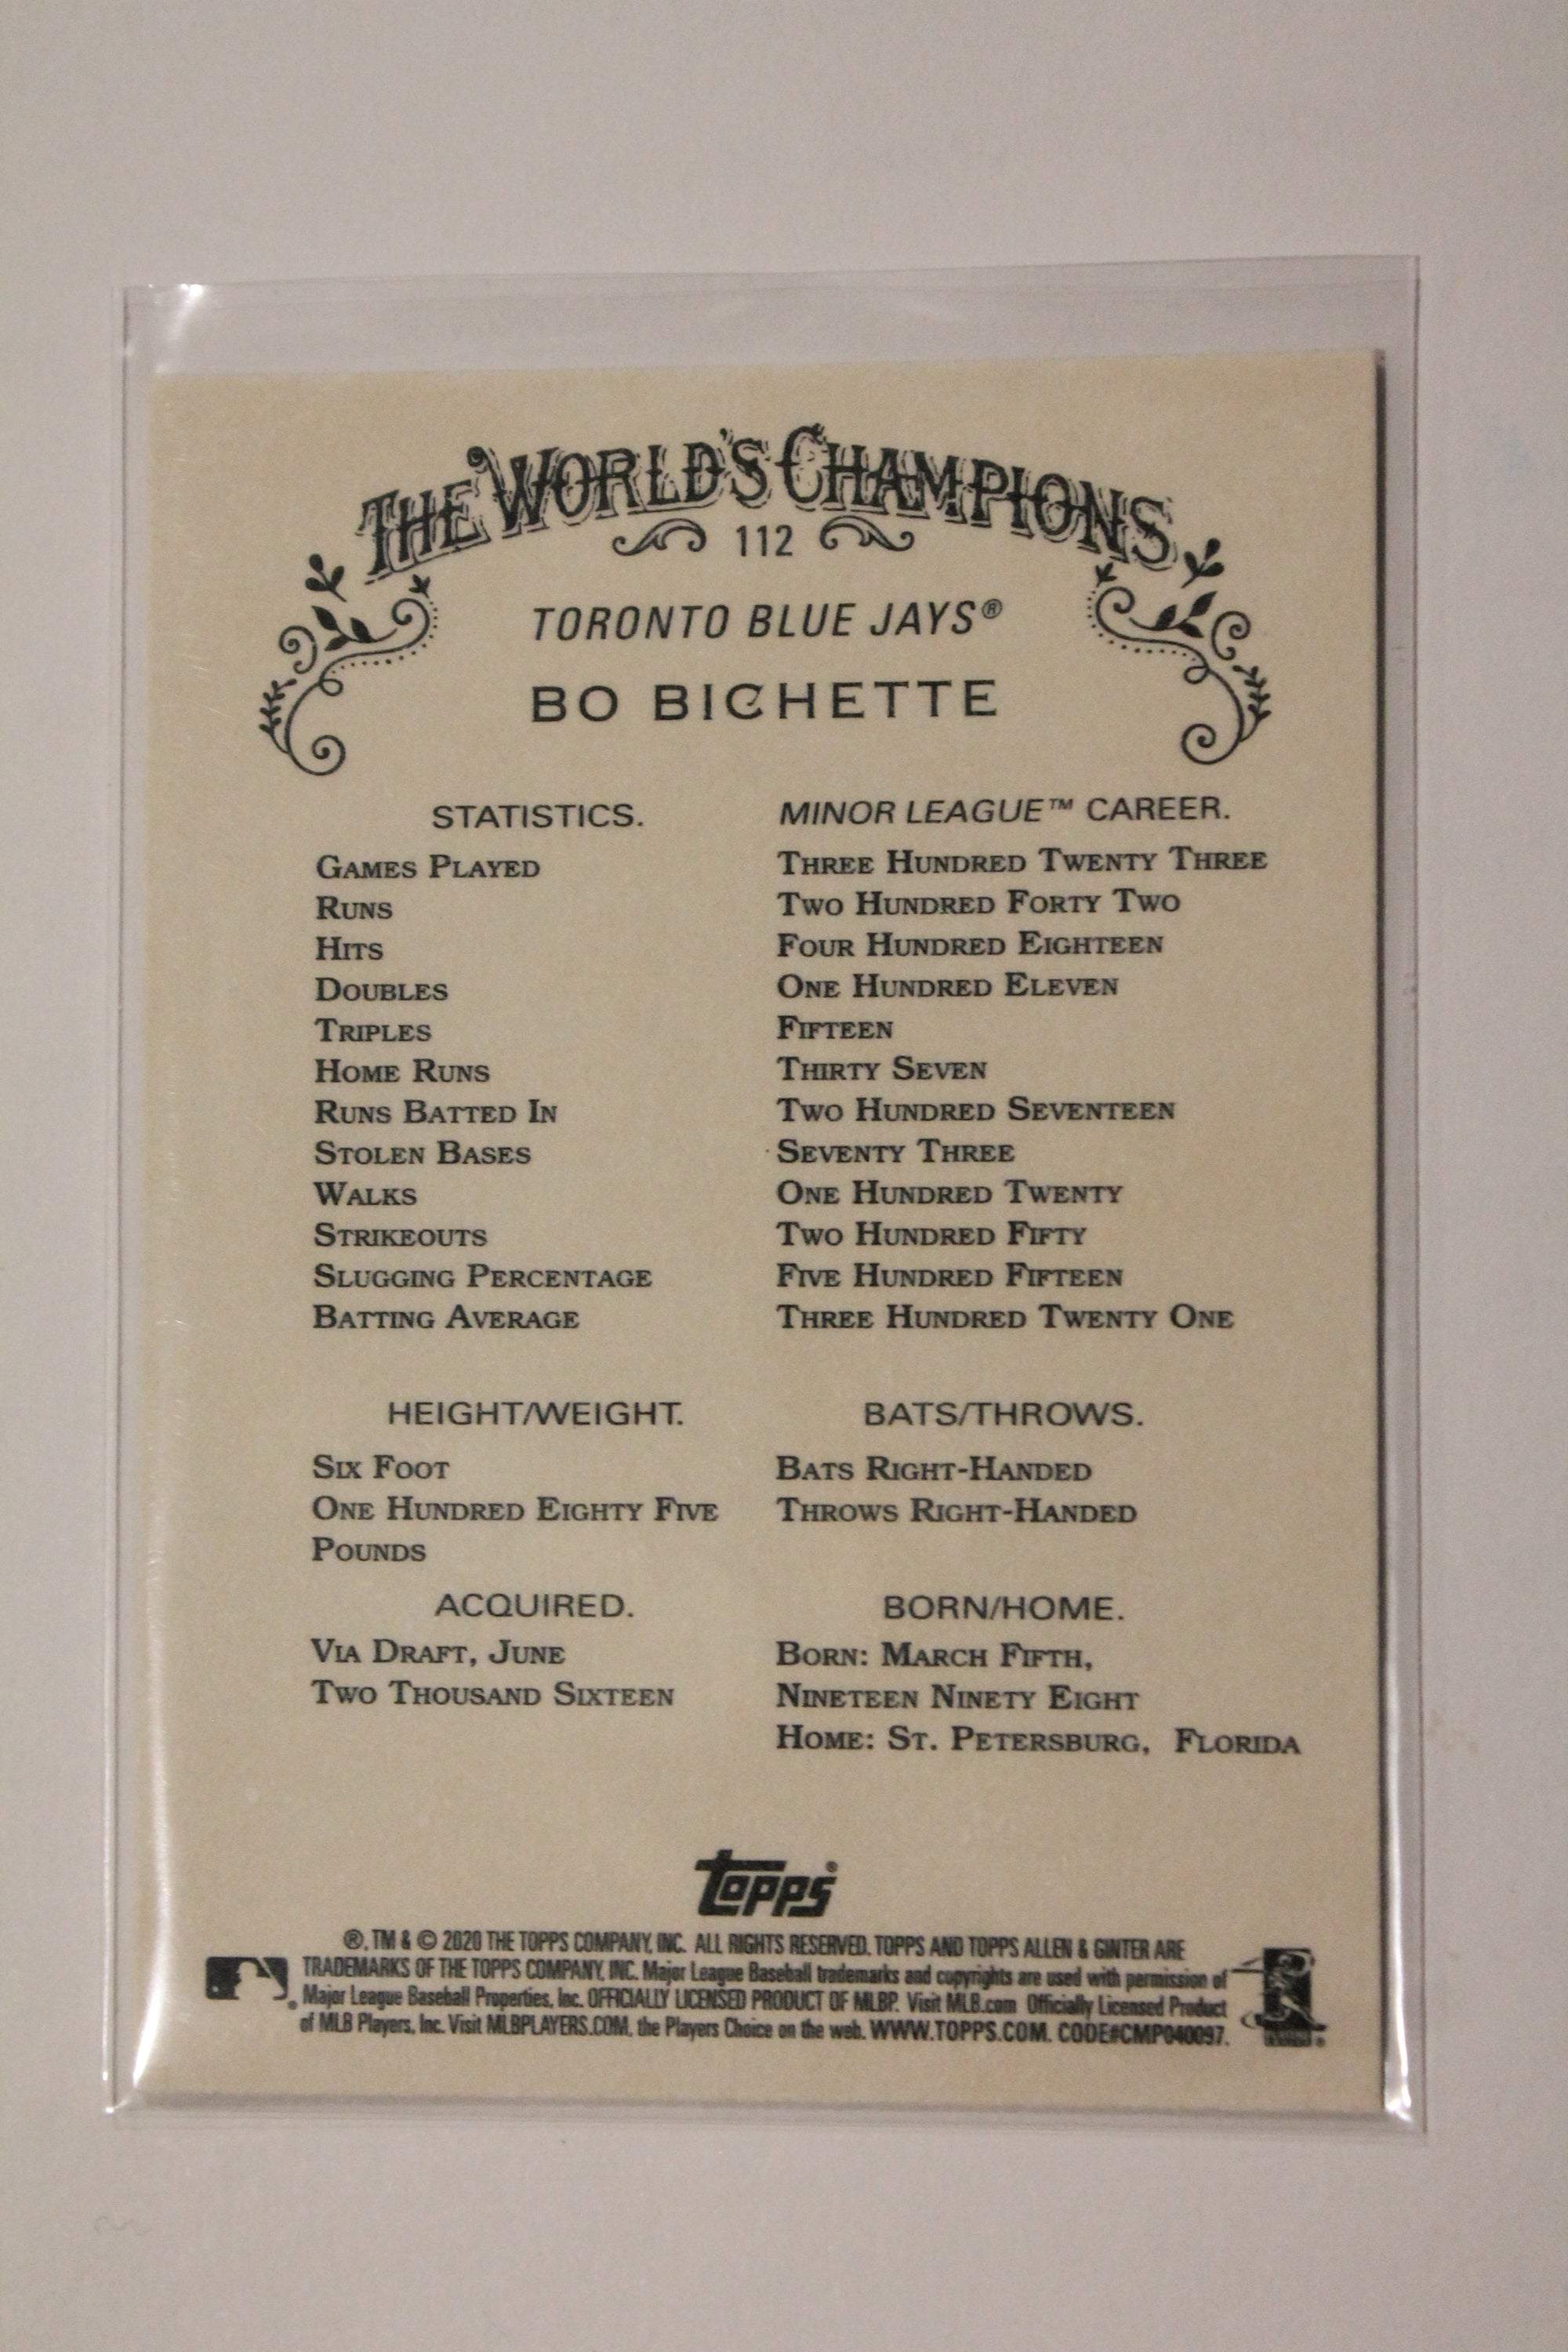 THE WORLD'S CHAMPIONS
112
TORONTO BLUE JAYS®
BO BICHETTE
STATISTICS. MINOR LEAGUE™ CAREER.
GAMES PLAYED THREE HUNDRED TWENTY THREE
RUNS TWO HUNDRED FORTY TWO
HITS FOUR HUNDRED EIGHTEEN
DOUBLES ONE HUNDRED ELEVEN
TRIPLES FIFTEEN
HOME RUNS THIRTY SEVEN
RUNS BATTED IN TWO HUNDRED SEVENTEEN
STOLEN BASES SEVENTY THREE
WALKS ONE HUNDRED TWENTY
STRIKEOUTS TWO HUNDRED FIFTY
SLUGGING PERCENTAGE FIVE HUNDRED FIFTEEN
BATTING AVERAGE THREE HUNDRED TWENTY ONE
HEIGHT/WEIGHT.
SIX FOOT
ONE HUNDRED EIGHTY FIVE
POUNDS
BATS/THROWS.
BATS RIGHT-HANDED
THROWS RIGHT-HANDED
ACQUIRED.
VIA DRAFT, JUNE
TWO THOUSAND SIXTEEN
BORN/HOME.
BORN: MARCH FIFTH,
NINETEEN NINETY EIGHT
HOME: ST. PETERSBURG, FLORIDA
topps
®, TM & © 2020 THE TOPPS COMPANY, INC. ALL RIGHTS RESERVED. TOPPS AND TOPPS ALLEN & GINTER ARE
TRADEMARKS OF THE TOPPS COMPANY, INC. Major League Baseball trademarks and copyrights are used with permission of
Major League Baseball Properties, Inc. OFFICIALLY LICENSED PRODUCT OF MLBP. Visit MLB.com Officially Licensed Product
of MLB Players, Inc. Visit MLBPLAYERS.COM, the Players Choice on the web. WWW.TOPPS.COM. CODE#CMP040097.